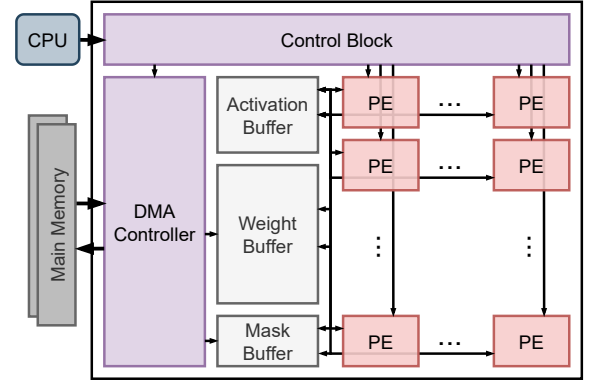 CPU
Control Block
Main Memory
DMA
Controller
Activation
Buffer
Weight
Buffer
Mask
Buffer
PE
...
PE
PE
...
PE
...
...
PE
...
PE